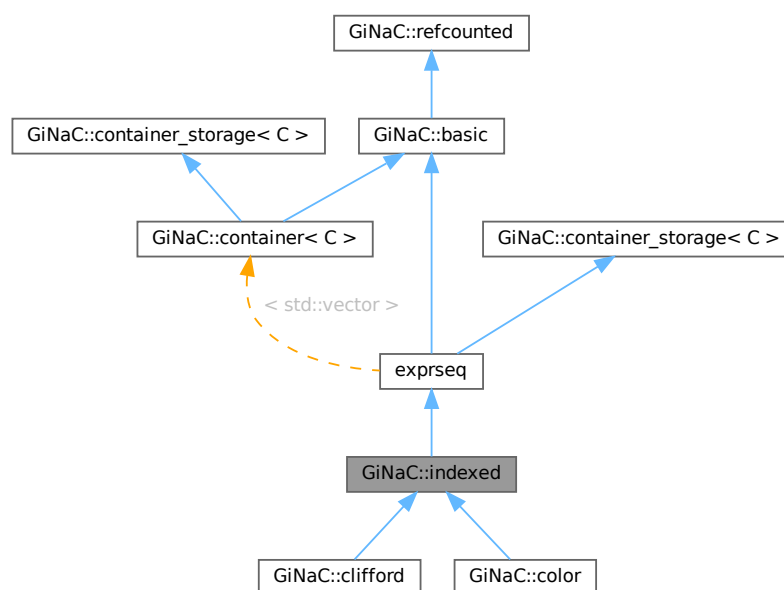 GiNaC::refcounted
GiNaC::container_storage< C >
GiNaC::basic
GiNaC::container< C >
GiNaC::container_storage< C >
< std::vector >
exprseq
GiNaC::indexed
GiNaC::clifford
GiNaC::color